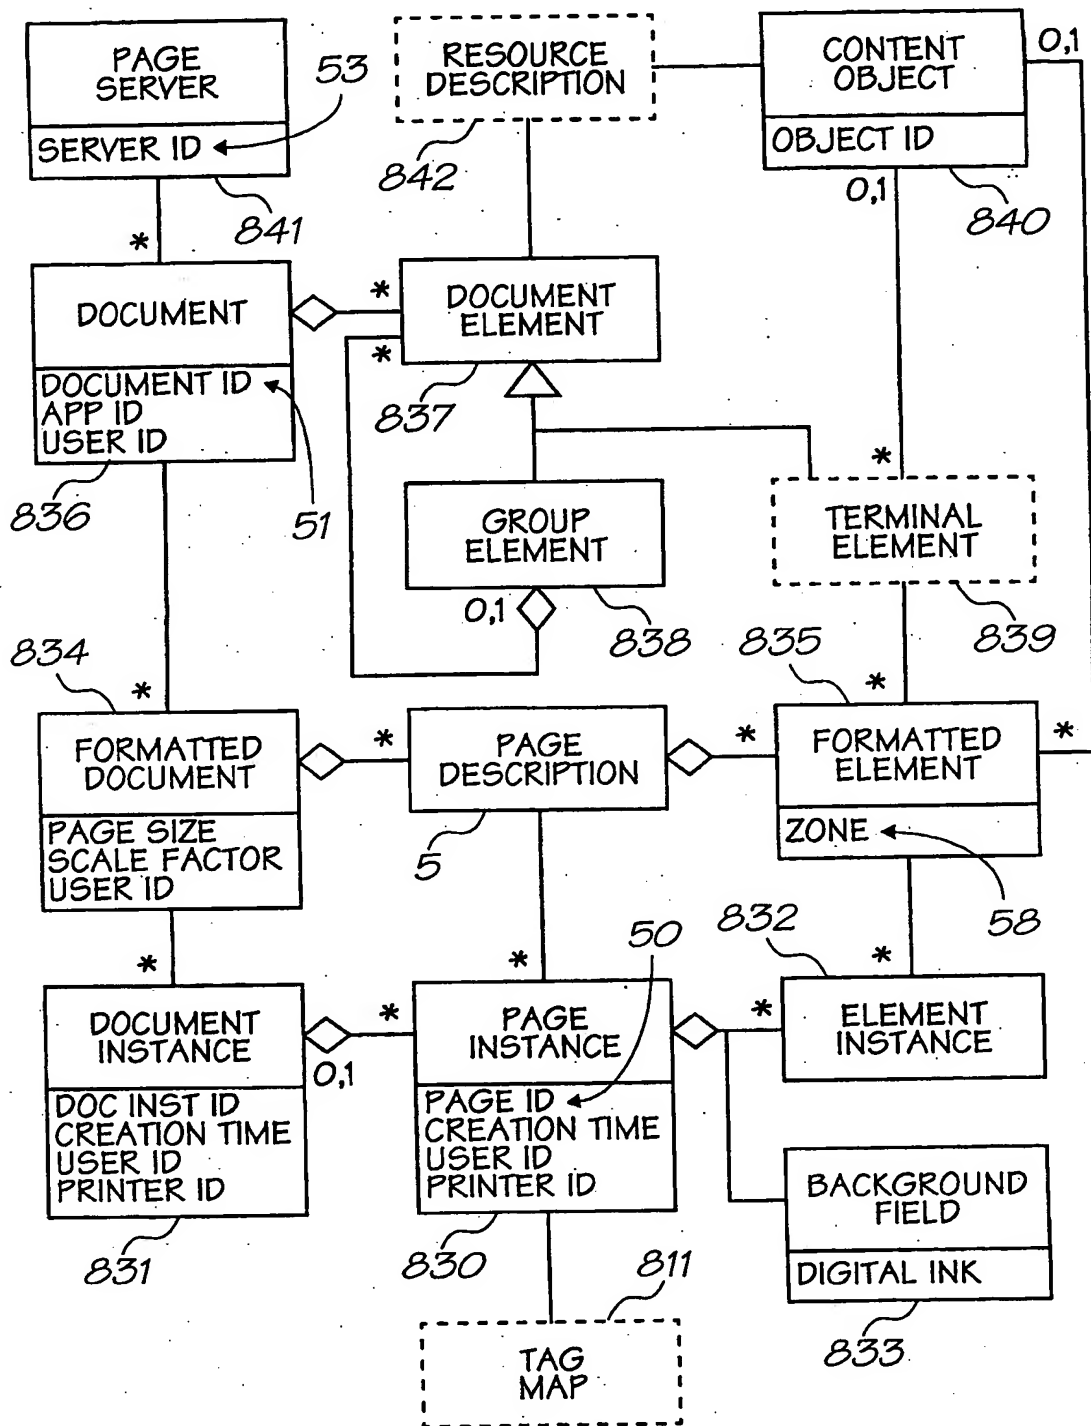 PAGE
SERVER
SERVER ID
53
841
RESOURCE
DESCRIPTION
842
CONTENT
OBJECT
OBJECT ID
0,1
0,1
840
*
DOCUMENT
DOCUMENT ID
APP ID
USER ID
836
51
*
*
DOCUMENT
ELEMENT
837
GROUP
ELEMENT
0,1
838
*
TERMINAL
ELEMENT
839
834
*
FORMATTED
DOCUMENT
PAGE SIZE
SCALE FACTOR
USER ID
*
PAGE
DESCRIPTION
5
835
*
*
*
FORMATTED
ELEMENT
ZONE
58
*
DOCUMENT
INSTANCE
0,1
DOC INST ID
CREATION TIME
USER ID
PRINTER ID
831
*
*
50
PAGE
INSTANCE
PAGE ID
CREATION TIME
USER ID
PRINTER ID
830
832
*
*
ELEMENT
INSTANCE
BACKGROUND
FIELD
DIGITAL INK
833
811
TAG
MAP